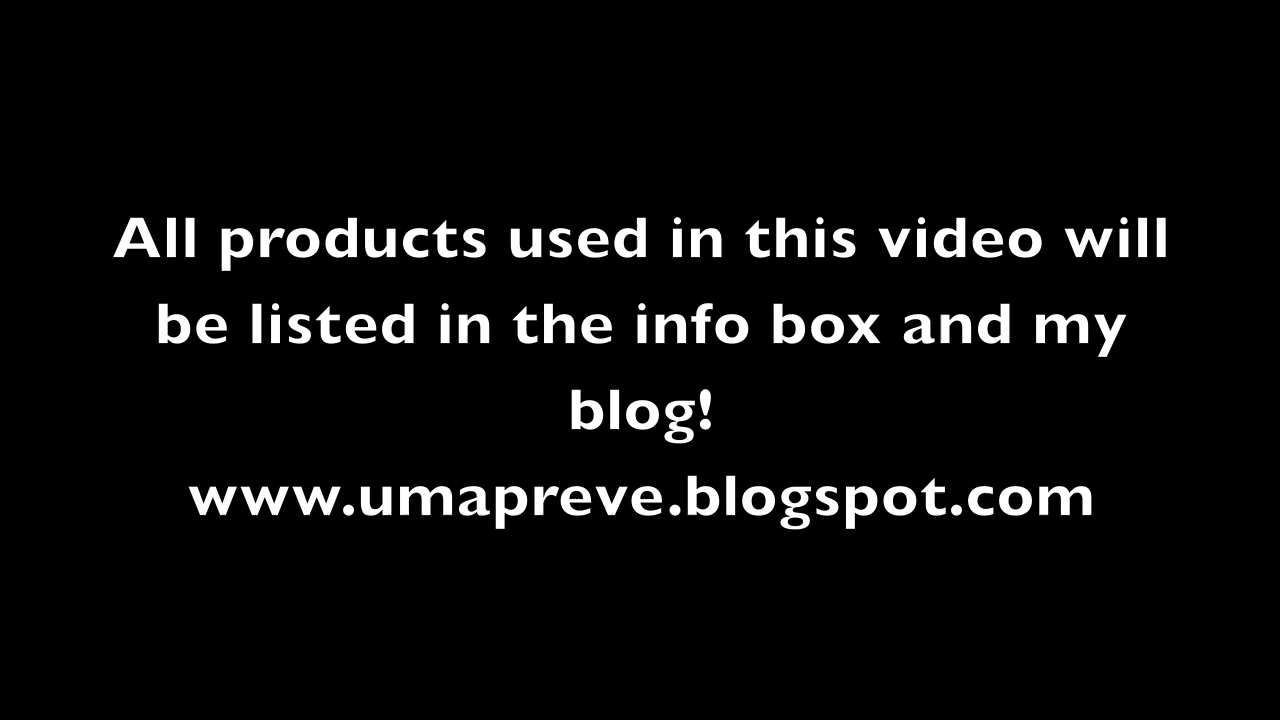 All products used in this video will
be listed in the info box and my
blog!
www.umapreve.blogspot.com